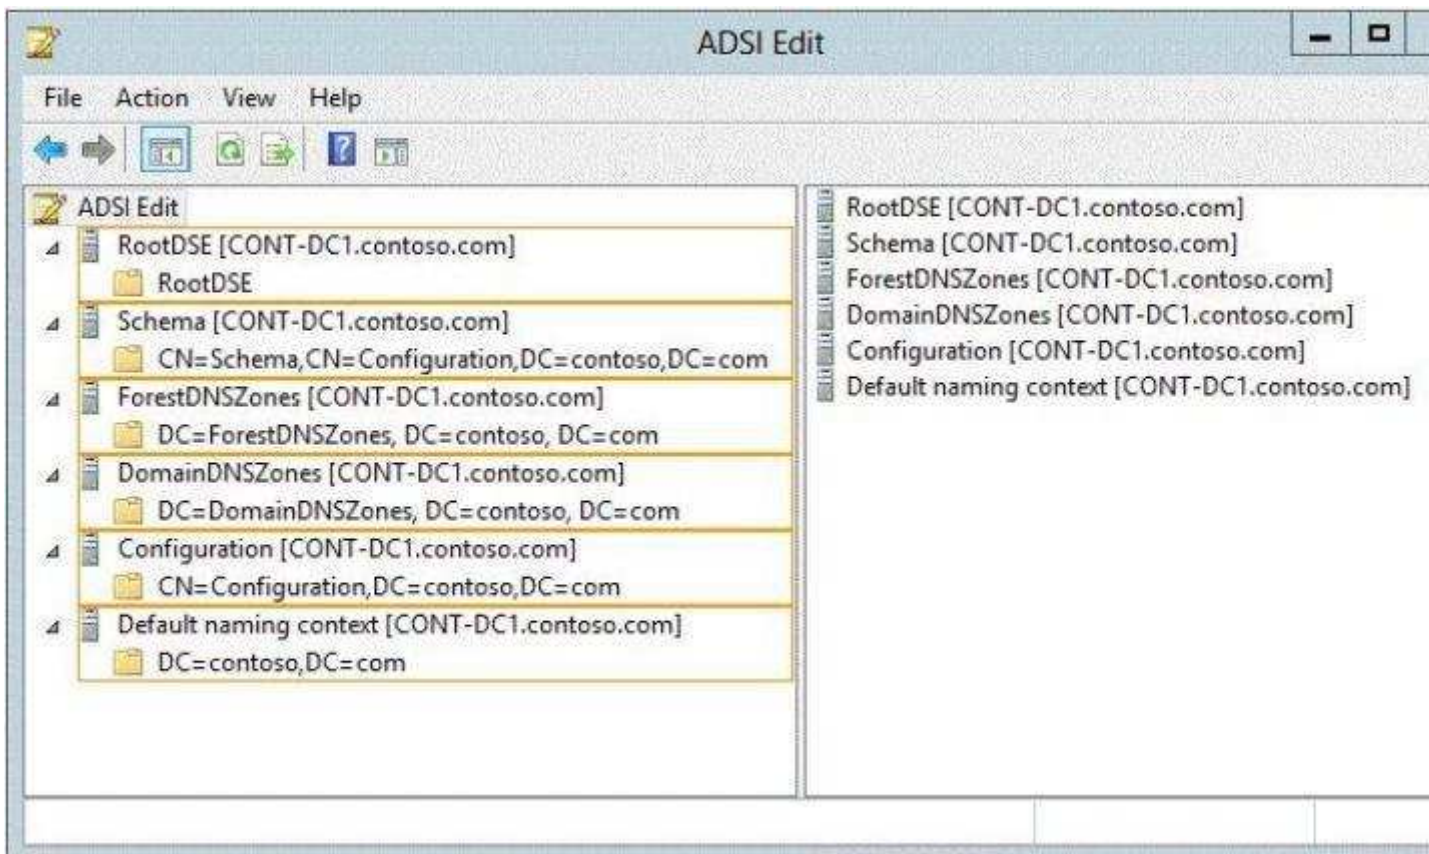 ADSI Edit
File Action View Help
ADSI Edit
RootDSE [CONT-DC1.contoso.com]
RootDSE
Schema [CONT-DC1.contoso.com]
CN=Schema,CN=Configuration,DC=contoso,DC=com
ForestDNSZones [CONT-DC1.contoso.com]
DC=ForestDNSZones, DC=contoso, DC=com
DomainDNSZones [CONT-DC1.contoso.com]
DC=DomainDNSZones, DC=contoso, DC=com
Configuration [CONT-DC1.contoso.com]
CN=Configuration,DC=contoso,DC=com
Default naming context [CONT-DC1.contoso.com]
DC=contoso,DC=com
RootDSE [CONT-DC1.contoso.com]
Schema [CONT-DC1.contoso.com]
ForestDNSZones [CONT-DC1.contoso.com]
DomainDNSZones [CONT-DC1.contoso.com]
Configuration [CONT-DC1.contoso.com]
Default naming context [CONT-DC1.contoso.com]